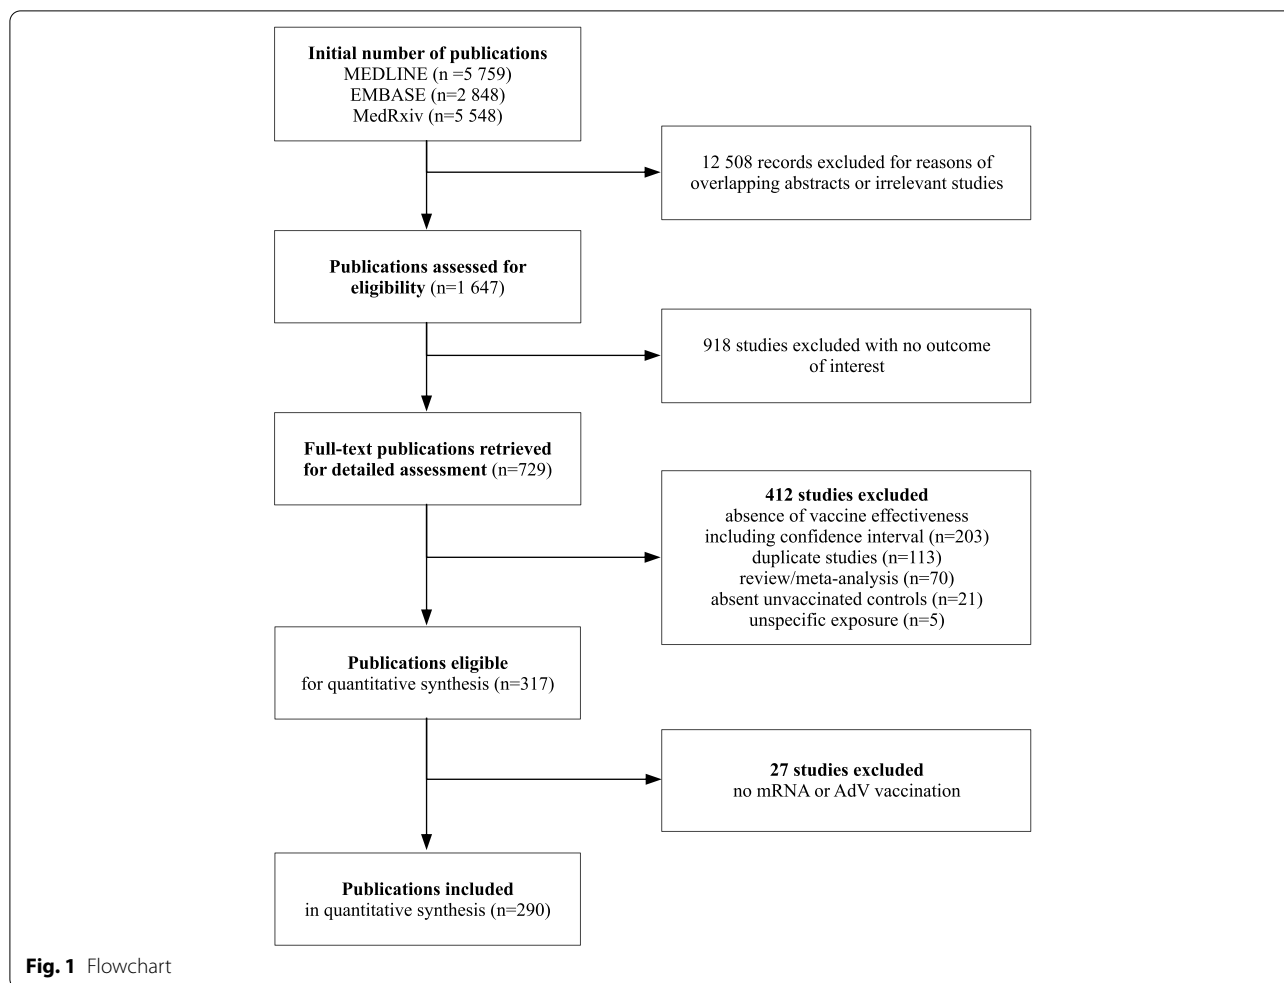 Initial number of publications
MEDLINE (n =5 759)
EMBASE (n=2 848)
MedRxiv (n=5 548)
12 508 records excluded for reasons of
overlapping abstracts or irrelevant studies
Publications assessed for
eligibility (n=1 647)
918 studies excluded with no outcome
of interest
Full-text publications retrieved
for detailed assessment (n=729)
412 studies excluded
absence of vaccine effectiveness
including confidence interval (n=203)
duplicate studies (n=113)
review/meta-analysis (n=70)
absent unvaccinated controls (n=21)
unspecific exposure (n=5)
Publications eligible
for quantitative synthesis (n=317)
27 studies excluded
no mRNA or AdV vaccination
Publications included
in quantitative synthesis (n=290)
Fig. 1 Flowchart